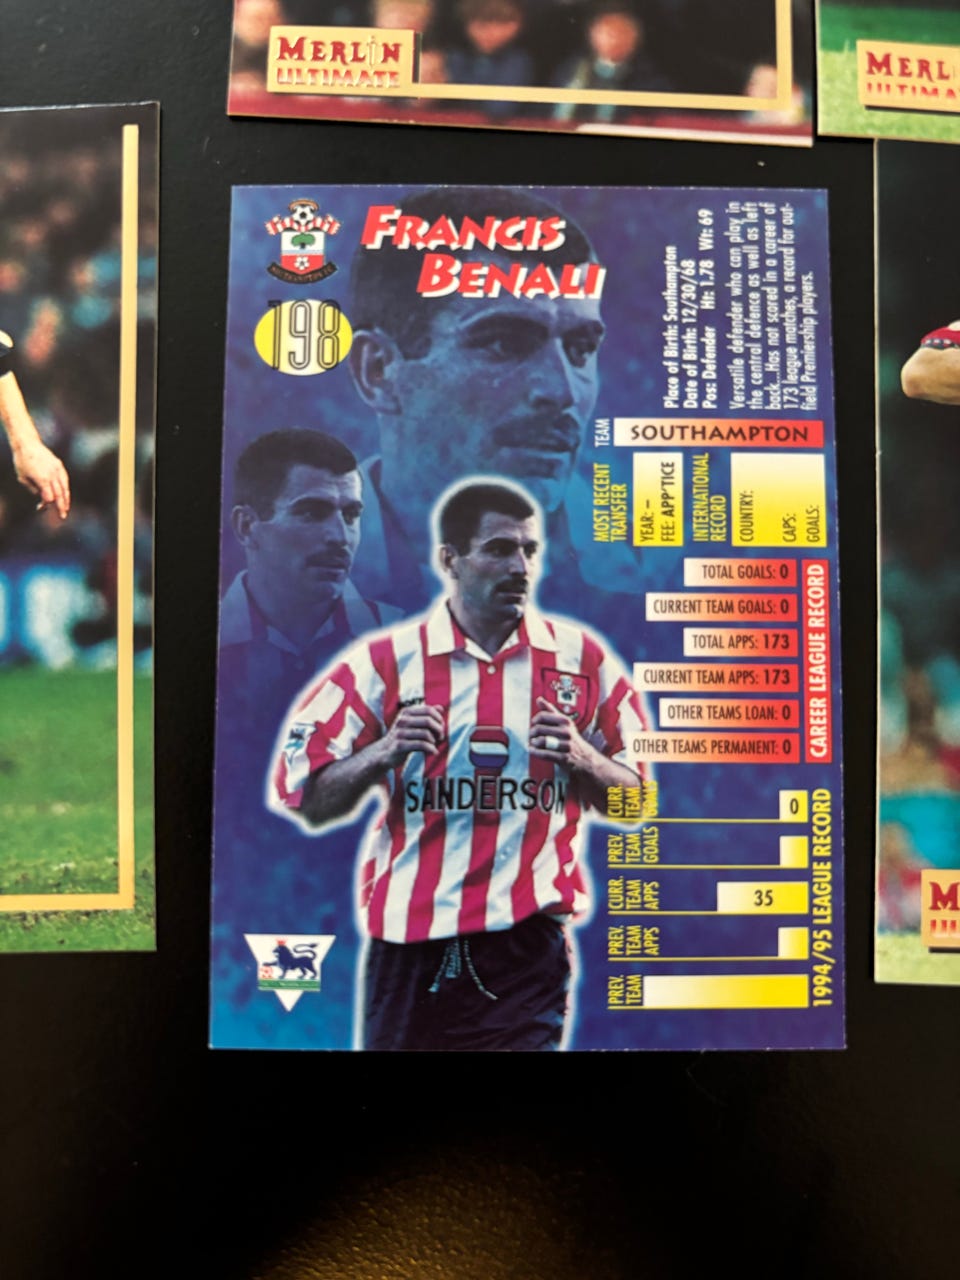 MERLIN
ULTIMATE
MERL
ULTIMA
FRANCIS
BENALI
198
Place of Birth: Southampton
Date of Birth: 12/30/68
Pos: Defender Ht: 1.78 Wt: 69
Versatile defender who can play in
the central defence as well as left
back...Has not scored in a career of
173 league matches, a record for out-
field Premiership players.
TEAM
SOUTHAMPTON
MOST RECENT
TRANSFER
YEAR: –
FEE: APP'TICE
INTERNATIONAL
RECORD
COUNTRY:
CAPS:
GOALS:
TOTAL GOALS: 0
CURRENT TEAM GOALS: 0
TOTAL APPS: 173
CURRENT TEAM APPS: 173
OTHER TEAMS LOAN: 0
OTHER TEAMS PERMANENT: 0
CAREER LEAGUE RECORD
CURR.
TEAM
GOALS
0
PREV.
TEAM
GOALS
CURR.
TEAM
APPS
35
PREV.
TEAM
APPS
PREV.
TEAM
1994/95 LEAGUE RECORD
SANDERSON
M